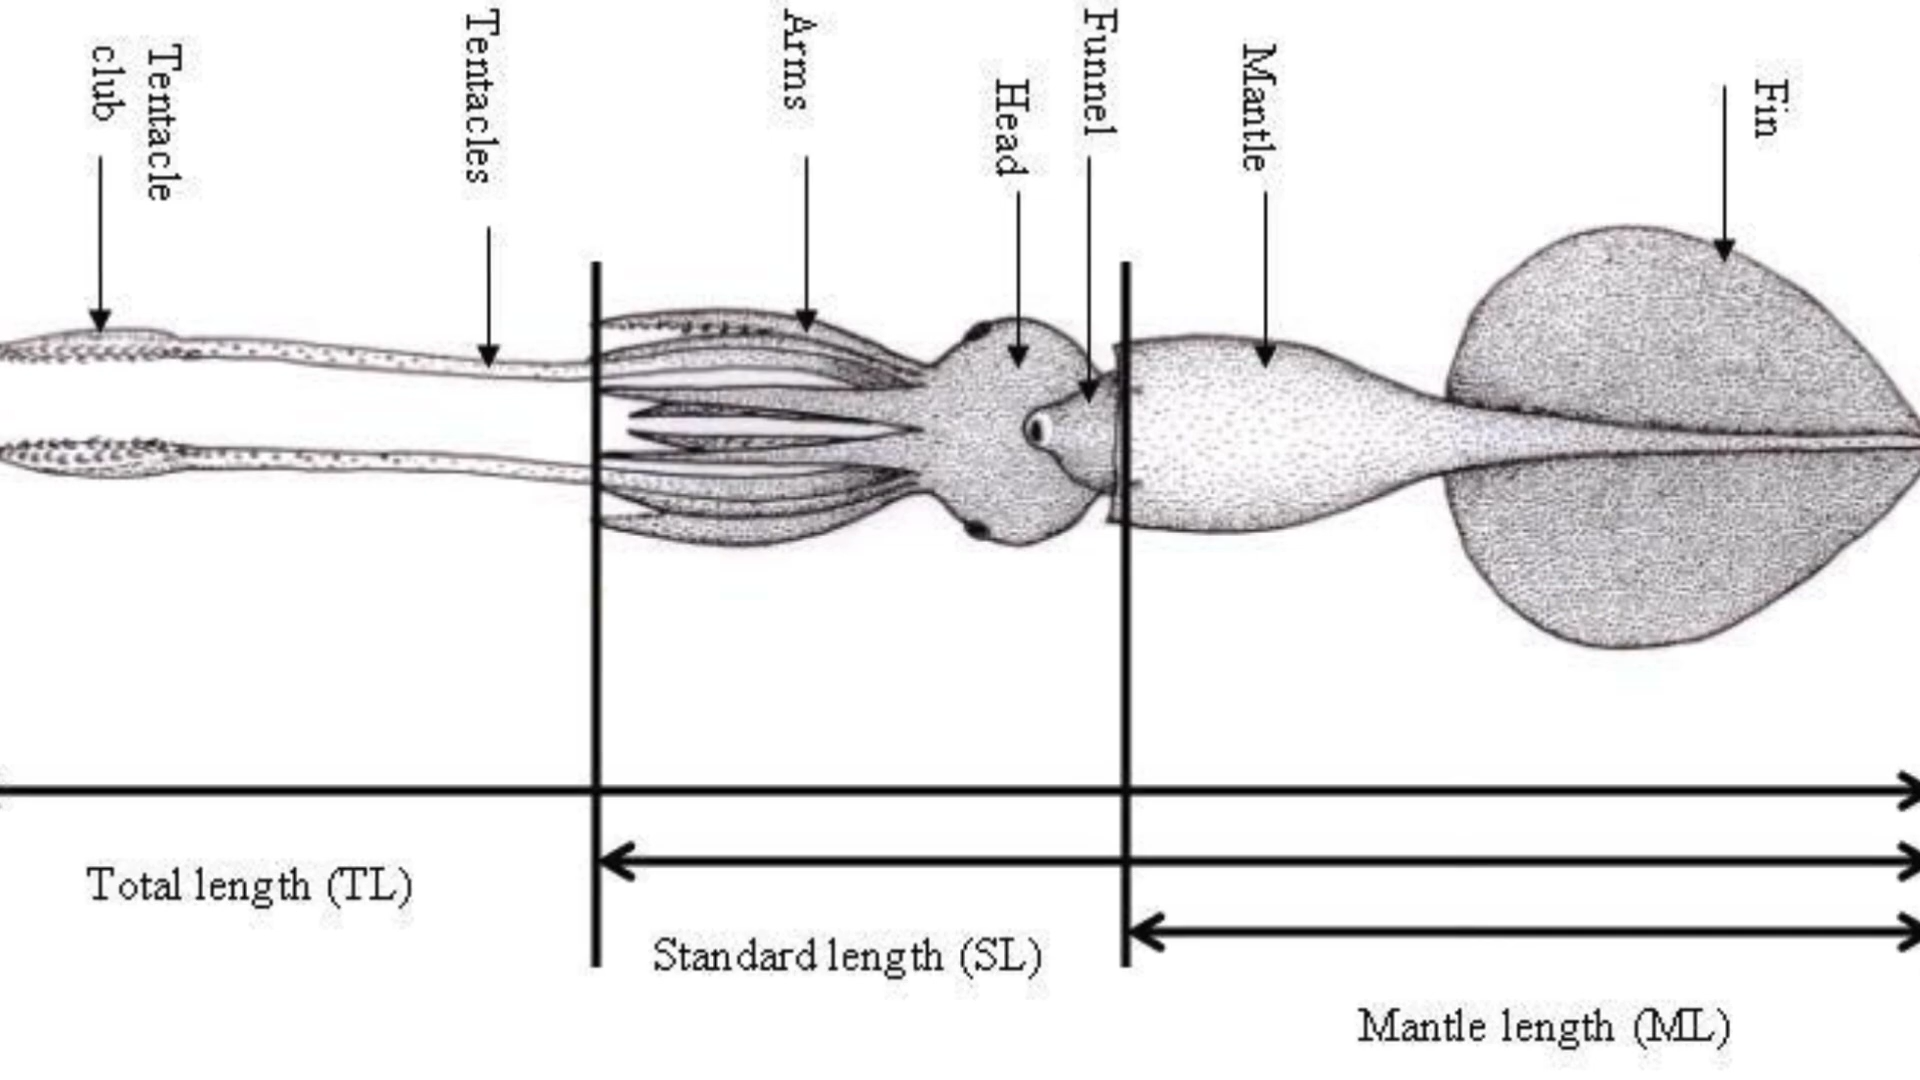 Tentacle
club
Tentacles
Arms
Head
Funnel
Mantle
Fin
Total length (TL)
Standard length (SL)
Mantle length (ML)